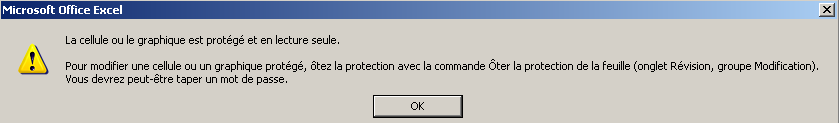 Microsoft Office Excel
La cellule ou le graphique est protégé et en lecture seule.
Pour modifier une cellule ou un graphique protégé, ôtez la protection avec la commande Ôter la protection de la feuille (onglet Révision, groupe Modification).
Vous devrez peut-être taper un mot de passe.
OK